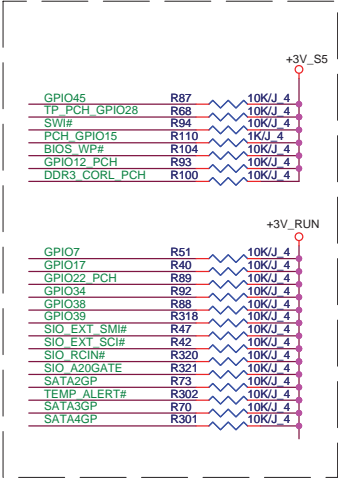 +3V_S5
GPIO45 R87 10K/J_4
TP_PCH_GPIO28 R68 10K/J_4
SWI# R94 10K/J_4
PCH_GPIO15 R110 1K/J_4
BIOS_WP# R104 10K/J_4
GPIO12_PCH R93 10K/J_4
DDR3_CORL_PCH R100 10K/J_4
+3V_RUN
GPIO7 R51 10K/J_4
GPIO17 R40 10K/J_4
GPIO22_PCH R89 10K/J_4
GPIO34 R92 10K/J_4
GPIO38 R88 10K/J_4
GPIO39 R318 10K/J_4
SIO_EXT_SMI# R47 10K/J_4
SIO_EXT_SCI# R42 10K/J_4
SIO_RCIN# R320 10K/J_4
SIO_A20GATE R321 10K/J_4
SATA2GP R73 10K/J_4
TEMP_ALERT# R302 10K/J_4
SATA3GP R70 10K/J_4
SATA4GP R301 10K/J_4